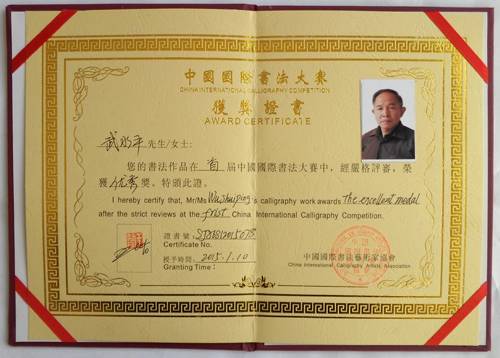 中國國際書法大賽
CHINA INTERNATIONAL CALLIGRAPHY COMPETITION
獲獎證書
AWARD CERTIFICATE
武水平先生/女士:
您的書法作品在首届中國國際書法大賽中，經嚴格評審，榮
獲优秀獎。特頒此證。
I hereby certify that, Mr/Ms Wu Shuiping's calligraphy work awards the excellent medal
after the strict reviews at the first China International Calligraphy Competition.
證書號:
Certificate No.
授予時間: 2015.1.10
Granting Time:
中國國際書法藝術家協會
China International Calligraphy Artists Association